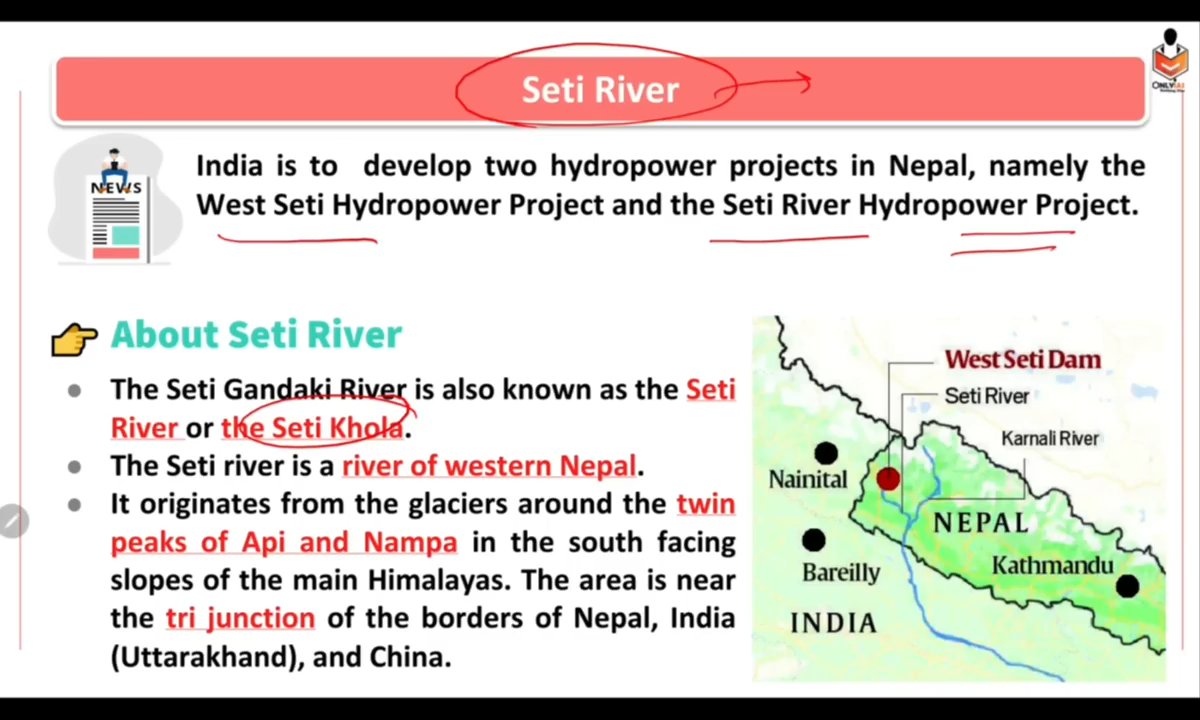 Seti River
ONLYIAS
NEWS
India is to develop two hydropower projects in Nepal, namely the
West Seti Hydropower Project and the Seti River Hydropower Project.
About Seti River
The Seti Gandaki River is also known as the Seti
River or the Seti Khola.
The Seti river is a river of western Nepal.
It originates from the glaciers around the twin
peaks of Api and Nampa in the south facing
slopes of the main Himalayas. The area is near
the tri junction of the borders of Nepal, India
(Uttarakhand), and China.
West Seti Dam
Seti River
Karnali River
Nainital
NEPAL
Bareilly
Kathmandu
INDIA